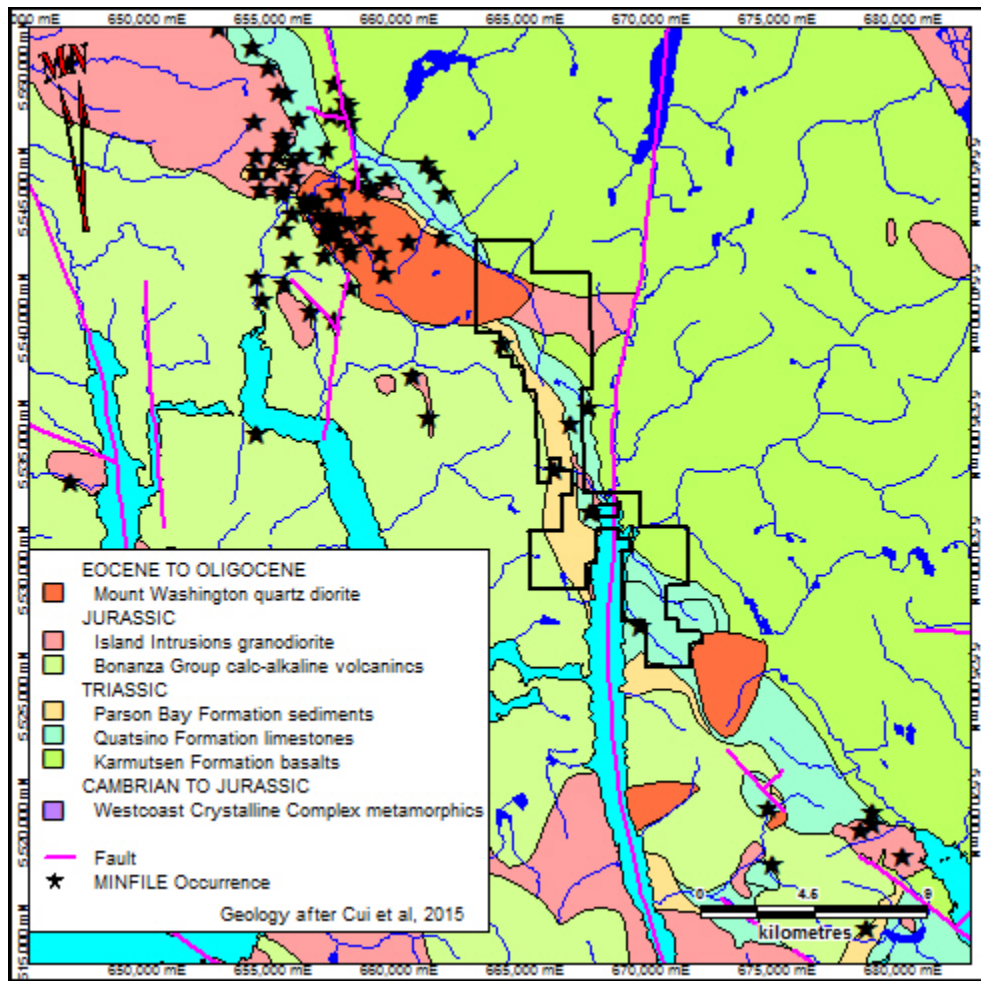 000 mE 650,000 mE 655,000 mE 660,000 mE 665,000 mE 670,000 mE 675,000 mE 680,000 mE
MN
EOCENE TO OLIGOCENE
Mount Washington quartz diorite
JURASSIC
Island Intrusions granodiorite
Bonanza Group calc-alkaline volcanincs
TRIASSIC
Parson Bay Formation sediments
Quatsino Formation limestones
Karmutsen Formation basalts
CAMBRIAN TO JURASSIC
Westcoast Crystalline Complex metamorphics
Fault
MINFILE Occurrence
Geology after Cui et al, 2015
0 4.5 9
kilometres
650,000 mE 655,000 mE 660,000 mE 665,000 mE 670,000 mE 675,000 mE 680,000 mE